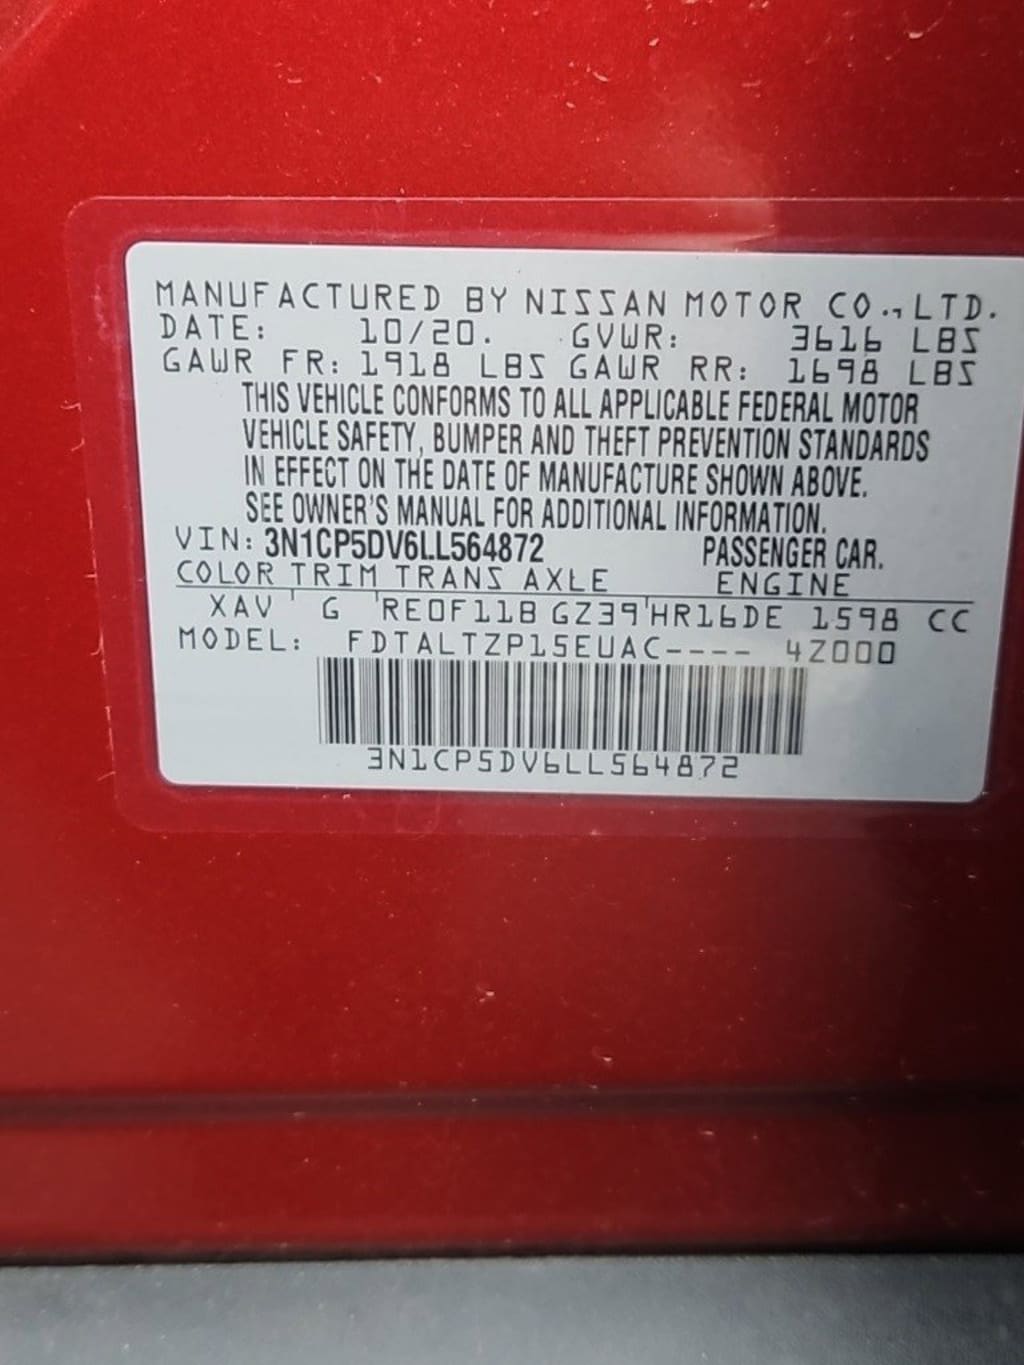 MANUFACTURED BY NISSAN MOTOR CO., LTD.
DATE: 10/20. GVWR: 3616 LBS
GAWR FR: 1918 LBS GAWR RR: 1698 LBS
THIS VEHICLE CONFORMS TO ALL APPLICABLE FEDERAL MOTOR
VEHICLE SAFETY, BUMPER AND THEFT PREVENTION STANDARDS
IN EFFECT ON THE DATE OF MANUFACTURE SHOWN ABOVE.
SEE OWNER'S MANUAL FOR ADDITIONAL INFORMATION.
VIN: 3N1CP5DV6LL564872 PASSENGER CAR.
COLOR TRIM TRANS AXLE ENGINE
XAV ' G 'RE0F11B GZ39'HR16DE 1598 CC
MODEL: FDTALTZP15EUAC---- 4Z000
3N1CP5DV6LL564872